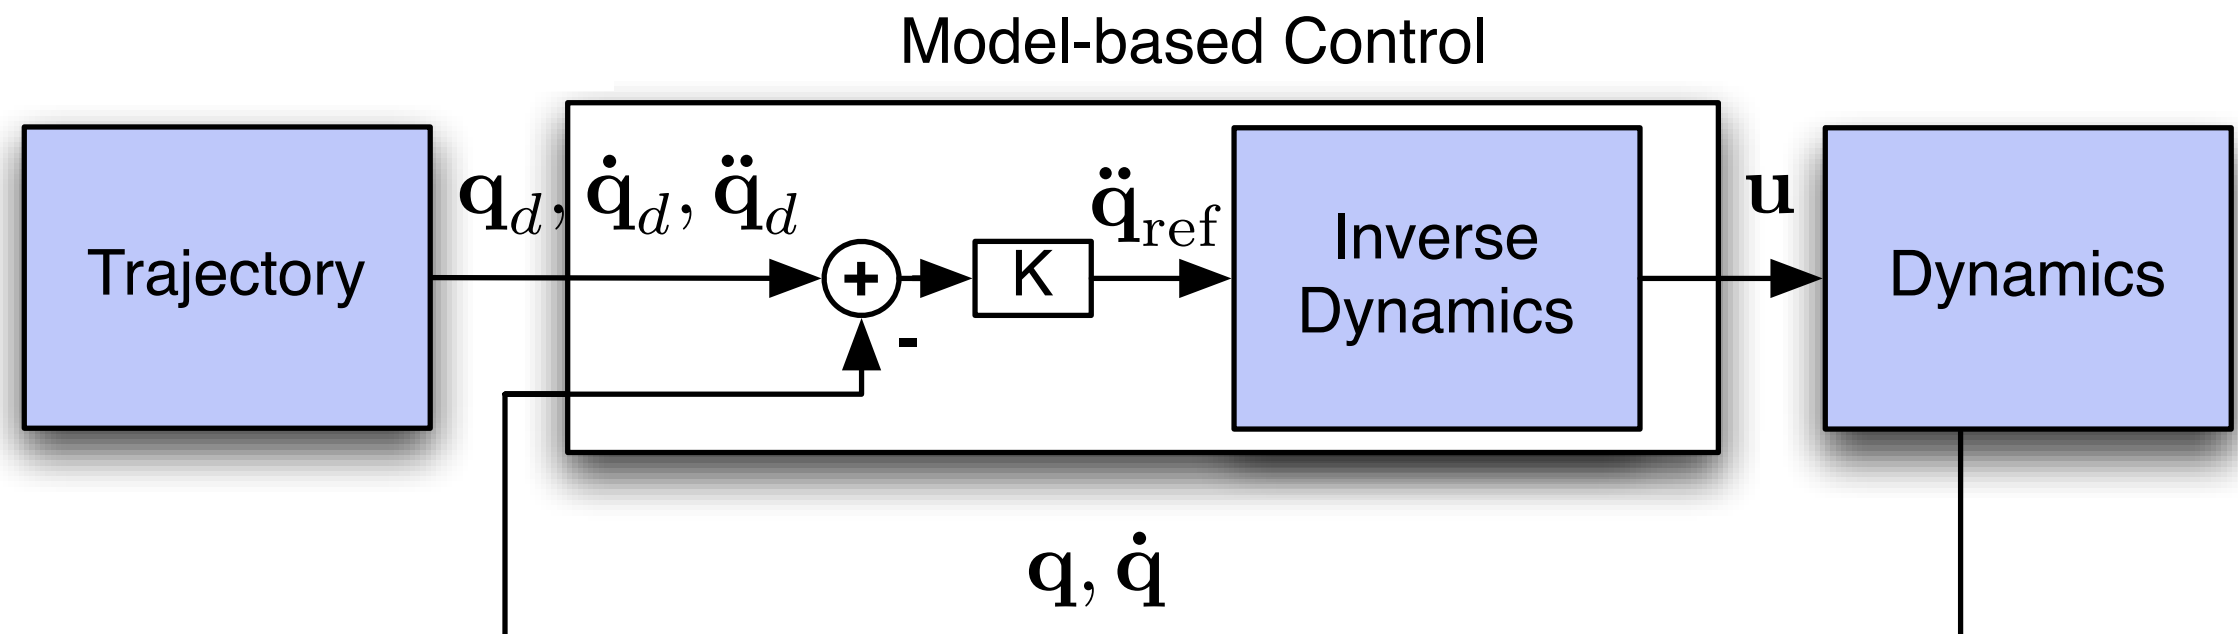 Model-based Control
Trajectory
q_d, q̇_d, q̈_d
+
-
K
q̈_ref
Inverse
Dynamics
u
Dynamics
q, q̇